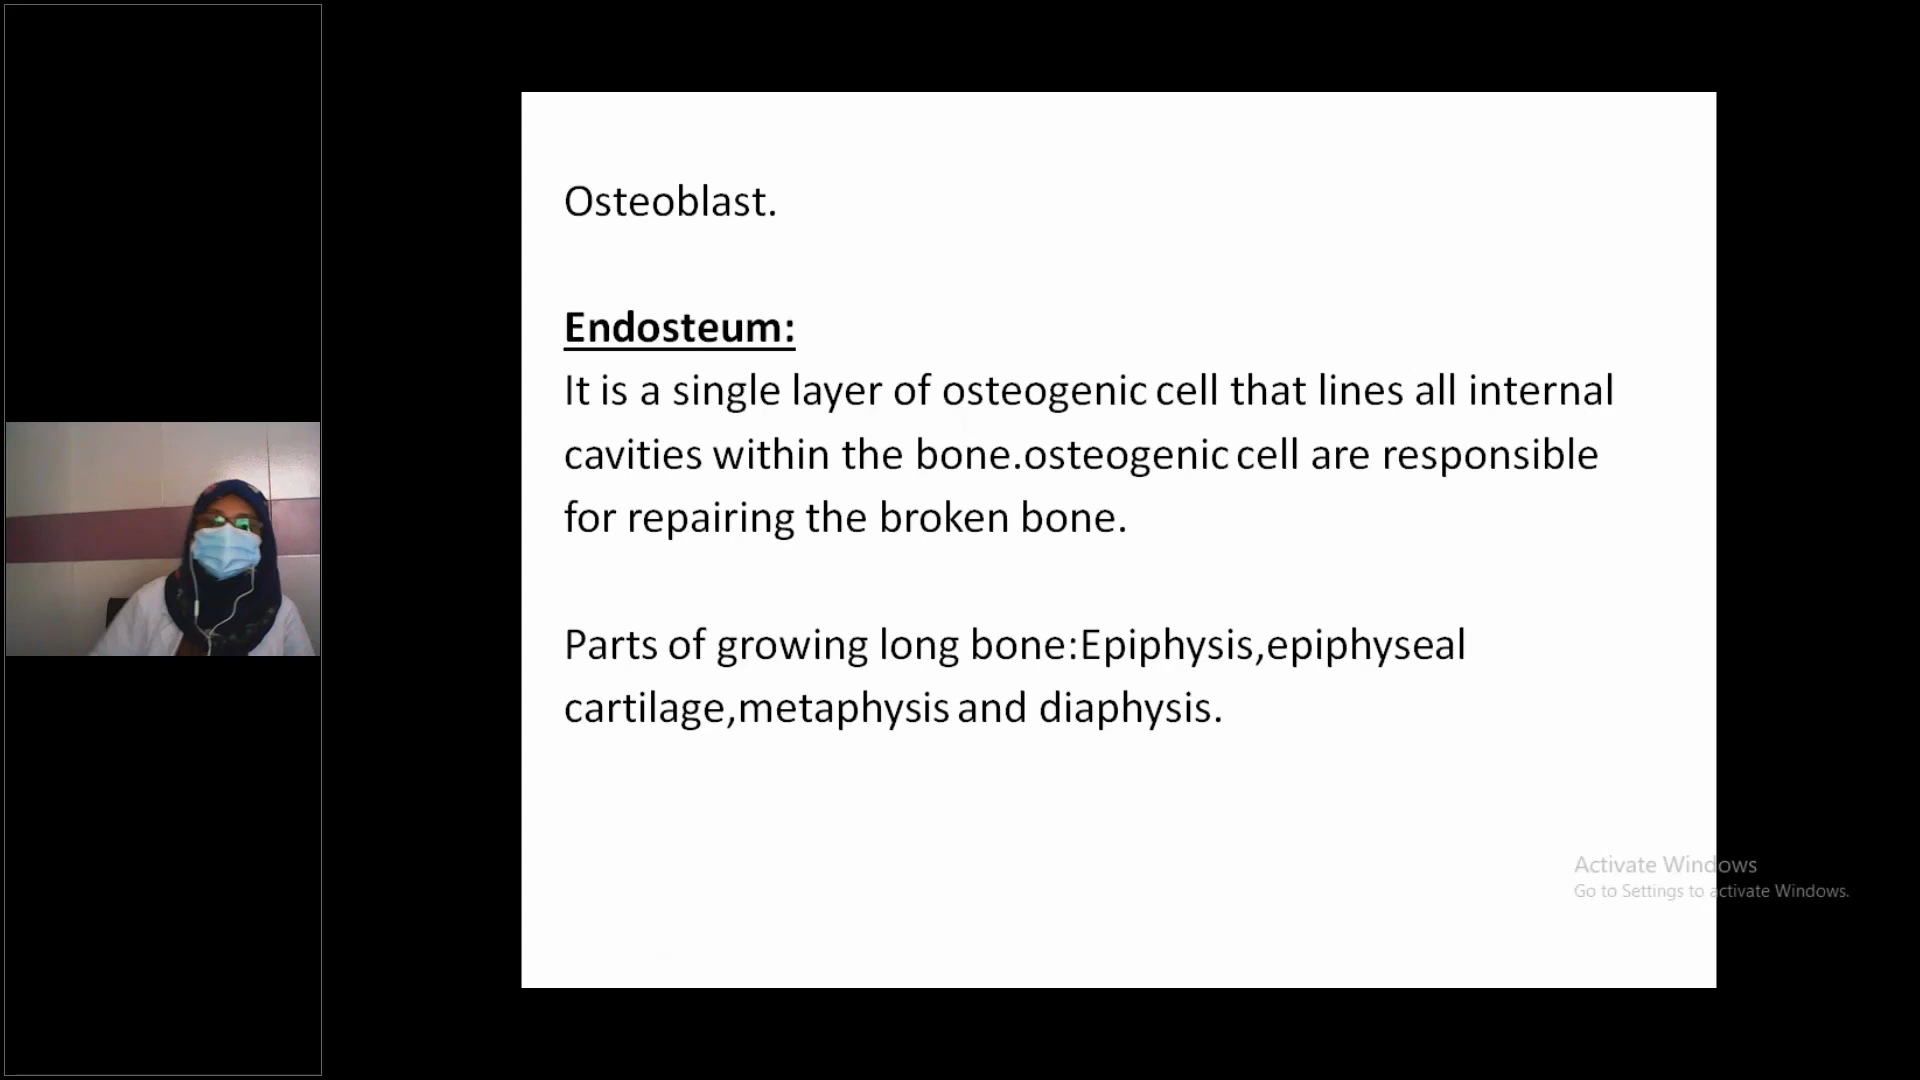 Osteoblast.
Endosteum:
It is a single layer of osteogenic cell that lines all internal
cavities within the bone.osteogenic cell are responsible
for repairing the broken bone.
Parts of growing long bone:Epiphysis,epiphyseal
cartilage,metaphysis and diaphysis.
Activate Windows
Go to Settings to activate Windows.